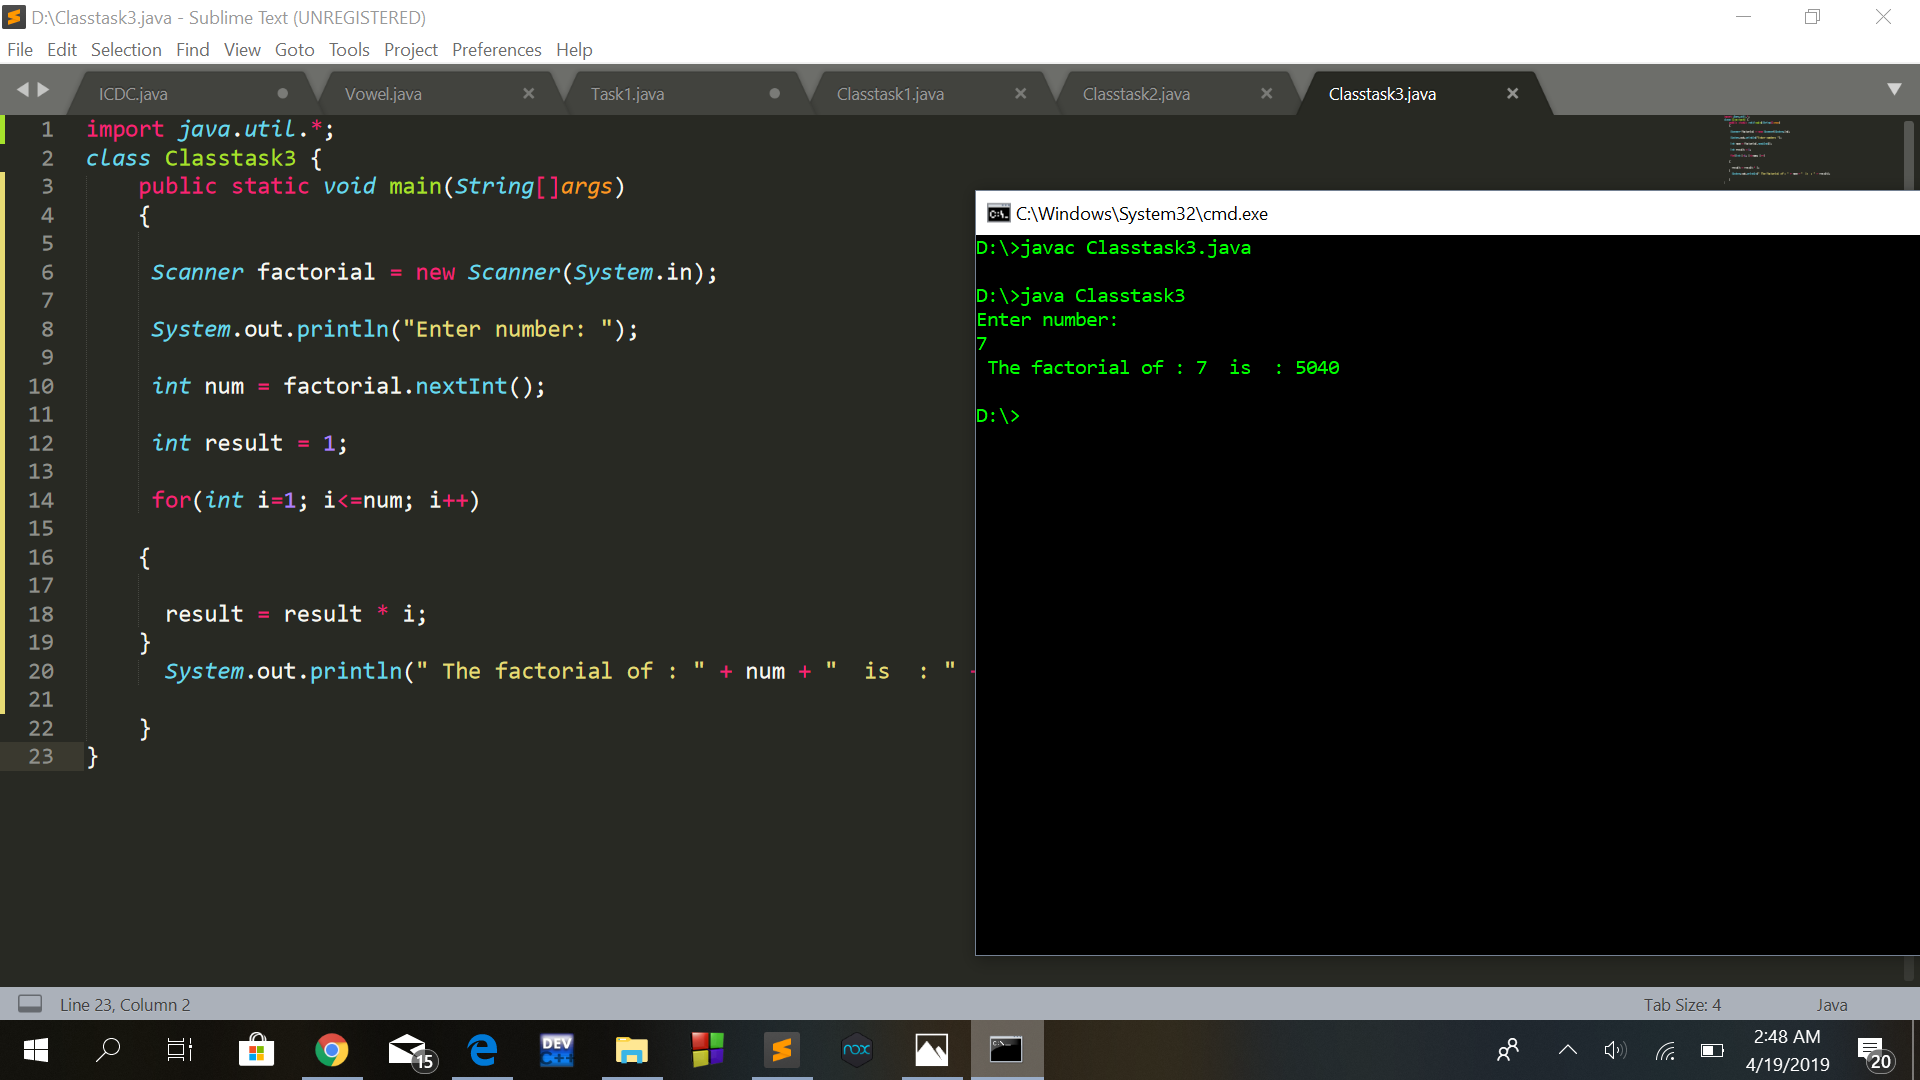 D:\Classtask3.java - Sublime Text (UNREGISTERED)
File Edit Selection Find View Goto Tools Project Preferences Help
ICDC.java Vowel.java Task1.java Classtask1.java Classtask2.java Classtask3.java
1 import java.util.*;
2 class Classtask3 {
3 public static void main(String[]args)
4 {
5
6 Scanner factorial = new Scanner(System.in);
7
8 System.out.println("Enter number: ");
9
10 int num = factorial.nextInt();
11
12 int result = 1;
13
14 for(int i=1; i<=num; i++)
15
16 {
17
18 result = result * i;
19 }
20 System.out.println(" The factorial of : " + num + "  is  : "
21
22 }
23 }
C:\Windows\System32\cmd.exe
D:\>javac Classtask3.java
D:\>java Classtask3
Enter number:
7
The factorial of : 7  is  : 5040
D:\>
Line 23, Column 2 Tab Size: 4 Java
15
DEV
C++
nox
2:48 AM
4/19/2019
20